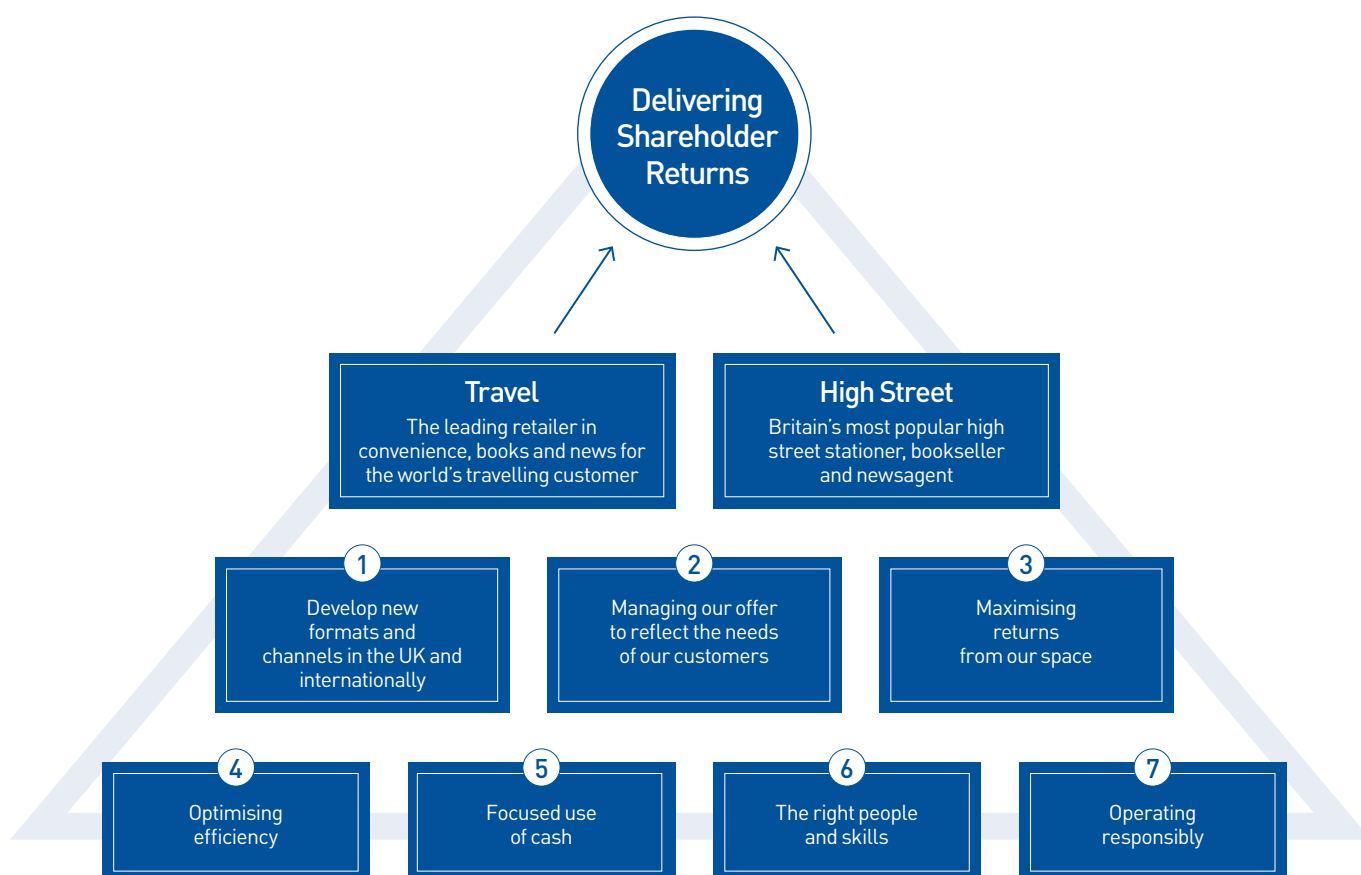 Delivering
Shareholder
Returns
Travel
The leading retailer in
convenience, books and news for
the world's travelling customer
High Street
Britain's most popular high
street stationer, bookseller
and newsagent
1
Develop new
formats and
channels in the UK and
internationally
2
Managing our offer
to reflect the needs
of our customers
3
Maximising
returns
from our space
4
Optimising
efficiency
5
Focused use
of cash
6
The right people
and skills
7
Operating
responsibly